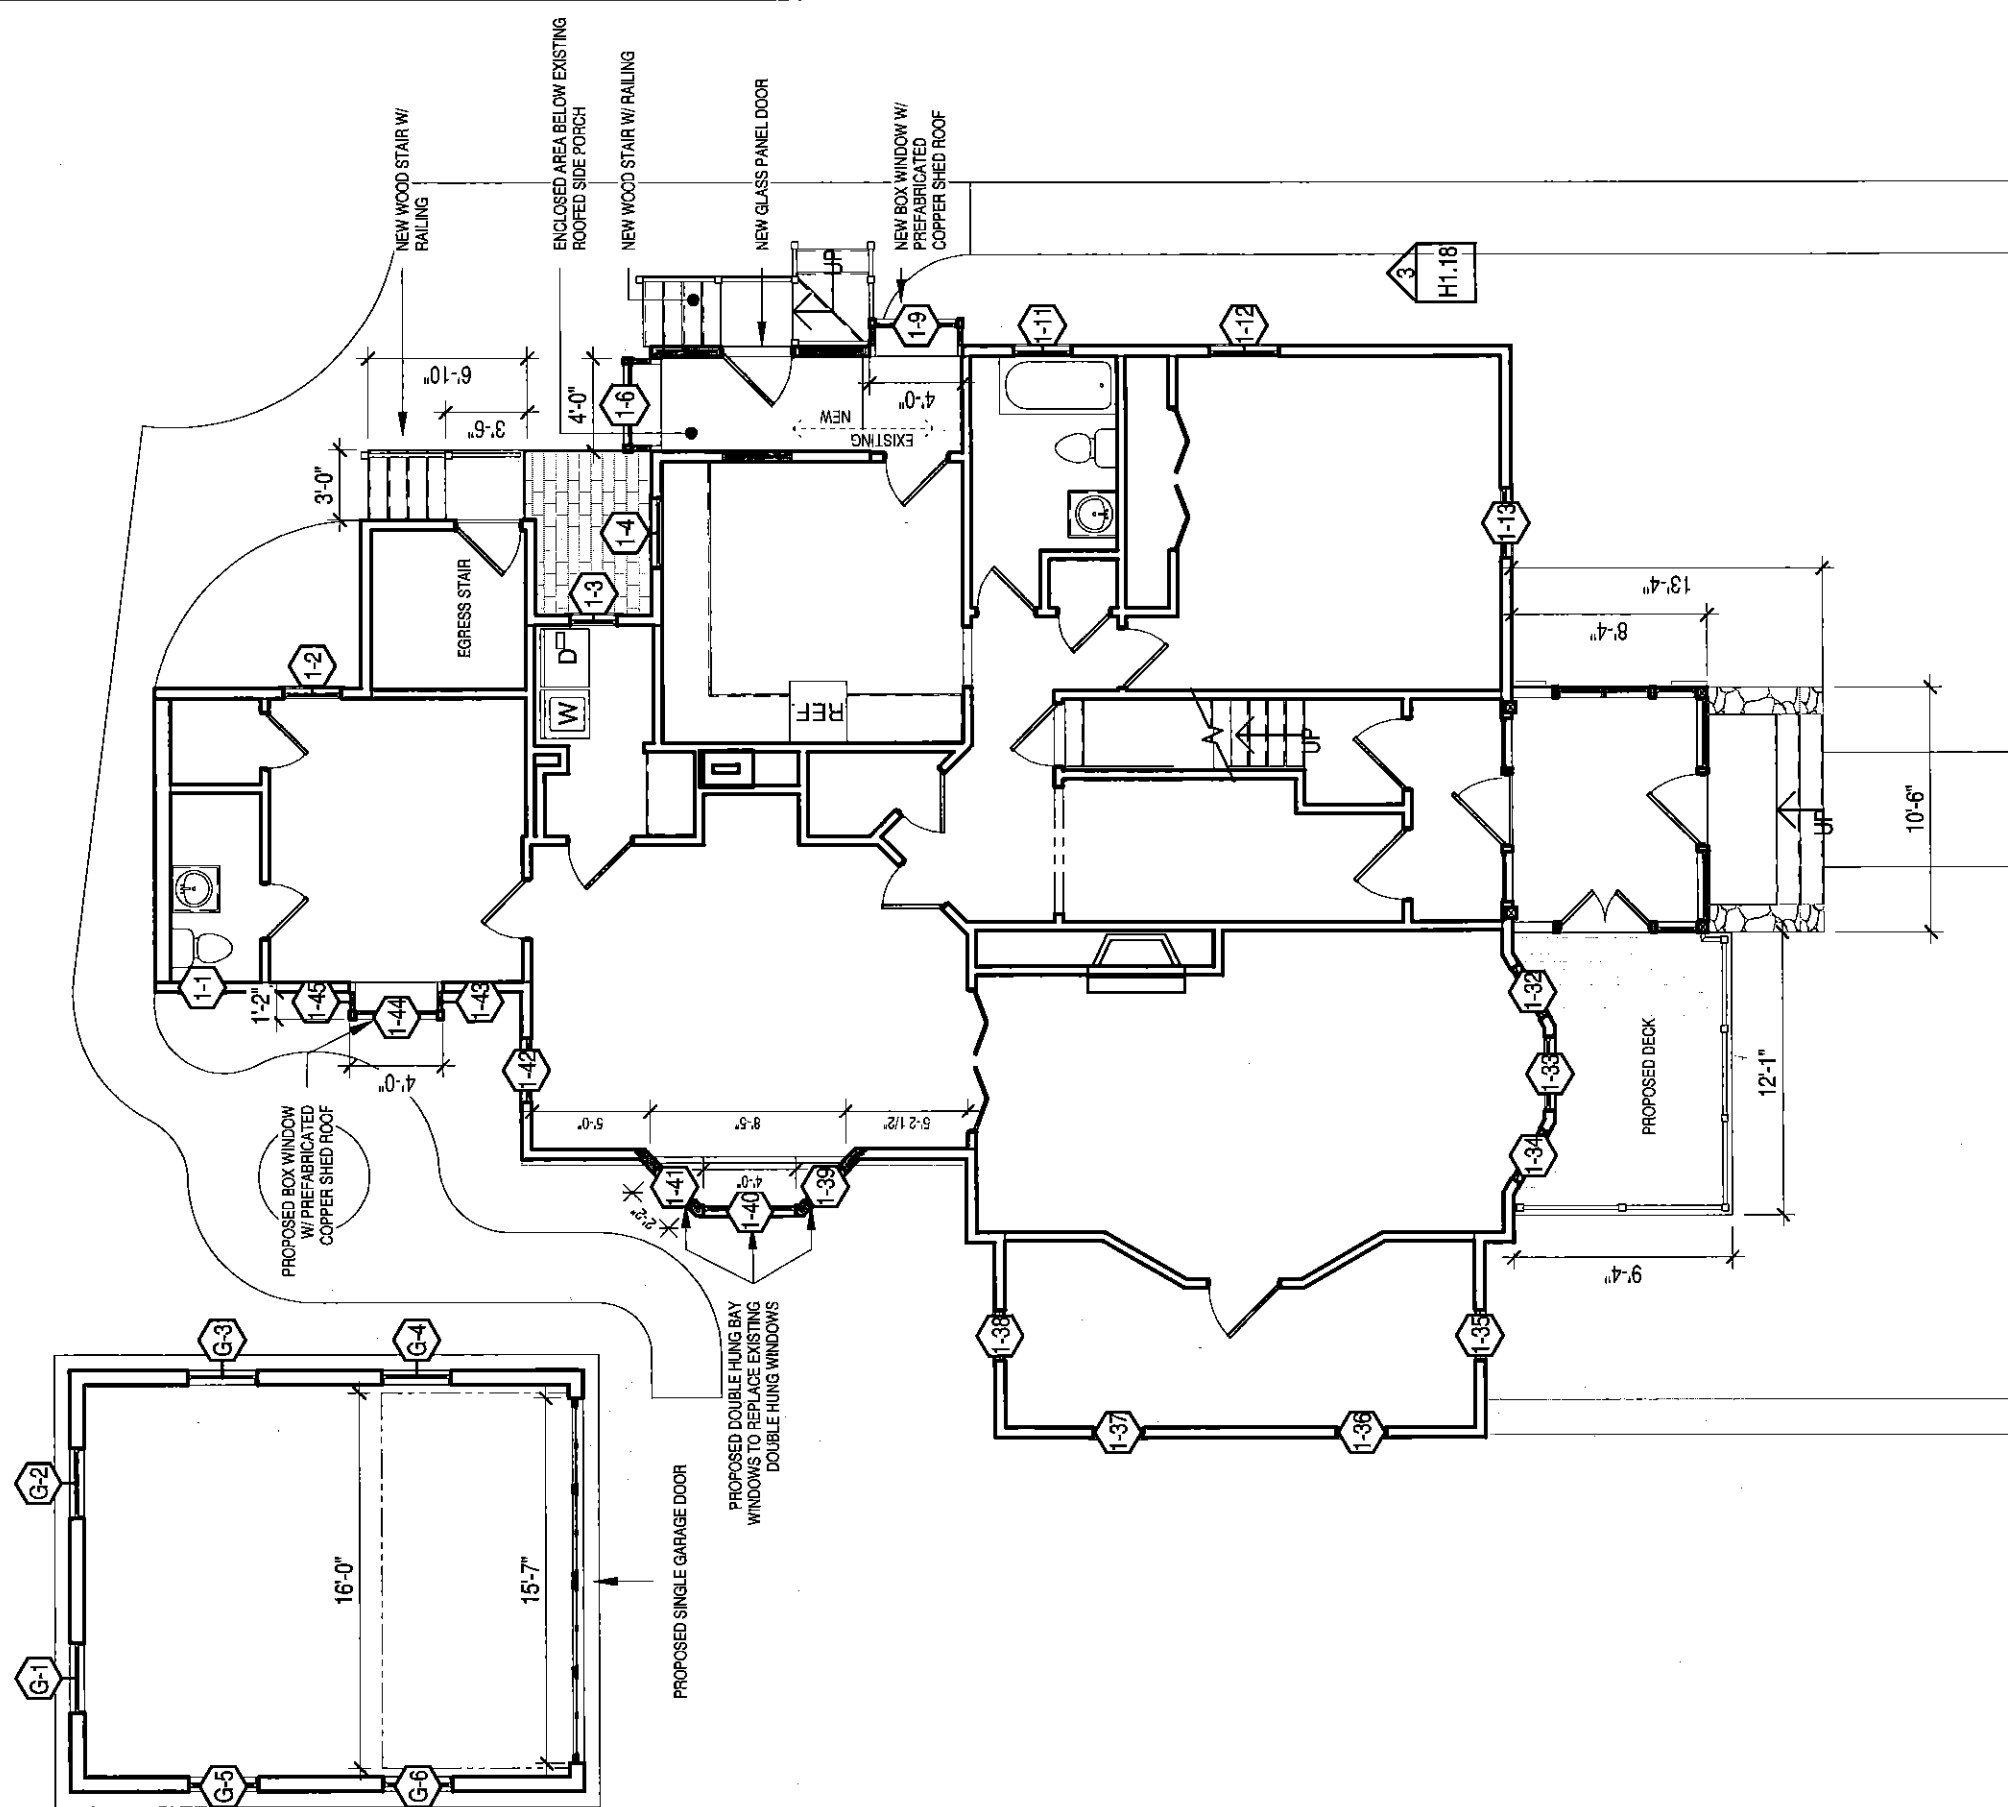 NEW WOOD STAIR W/
RAILING
ENCLOSED AREA BELOW EXISTING
ROOFED SIDE PORCH
NEW WOOD STAIR W/ RAILING
NEW GLASS PANEL DOOR
NEW BOX WINDOW W/
PREFABRICATED
COPPER SHED ROOF
3
H1.18
UP
6'-10"
3'-6"
3'-0"
4'-0"
4'-0"
NEW
EXISTING
1-6
1-9
1-11
1-12
1-13
1-4
1-3
1-2
EGRESS STAIR
D
W
REF.
UP
13'-4"
8'-4"
10'-6"
UP
1-1
1-45
1-44
1-43
1'-2"
4'-0"
1-42
PROPOSED BOX WINDOW
W/ PREFABRICATED
COPPER SHED ROOF
5'-0"
8'-5"
5'-2 1/2"
1-41
1-40
1-39
4'-0"
2'-2"
PROPOSED DOUBLE HUNG BAY
WINDOWS TO REPLACE EXISTING
DOUBLE HUNG WINDOWS
1-32
1-33
1-34
PROPOSED DECK
12'-1"
9'-4"
1-38
1-35
1-37
1-36
G-3
G-4
G-2
G-1
G-5
G-6
16'-0"
15'-7"
PROPOSED SINGLE GARAGE DOOR